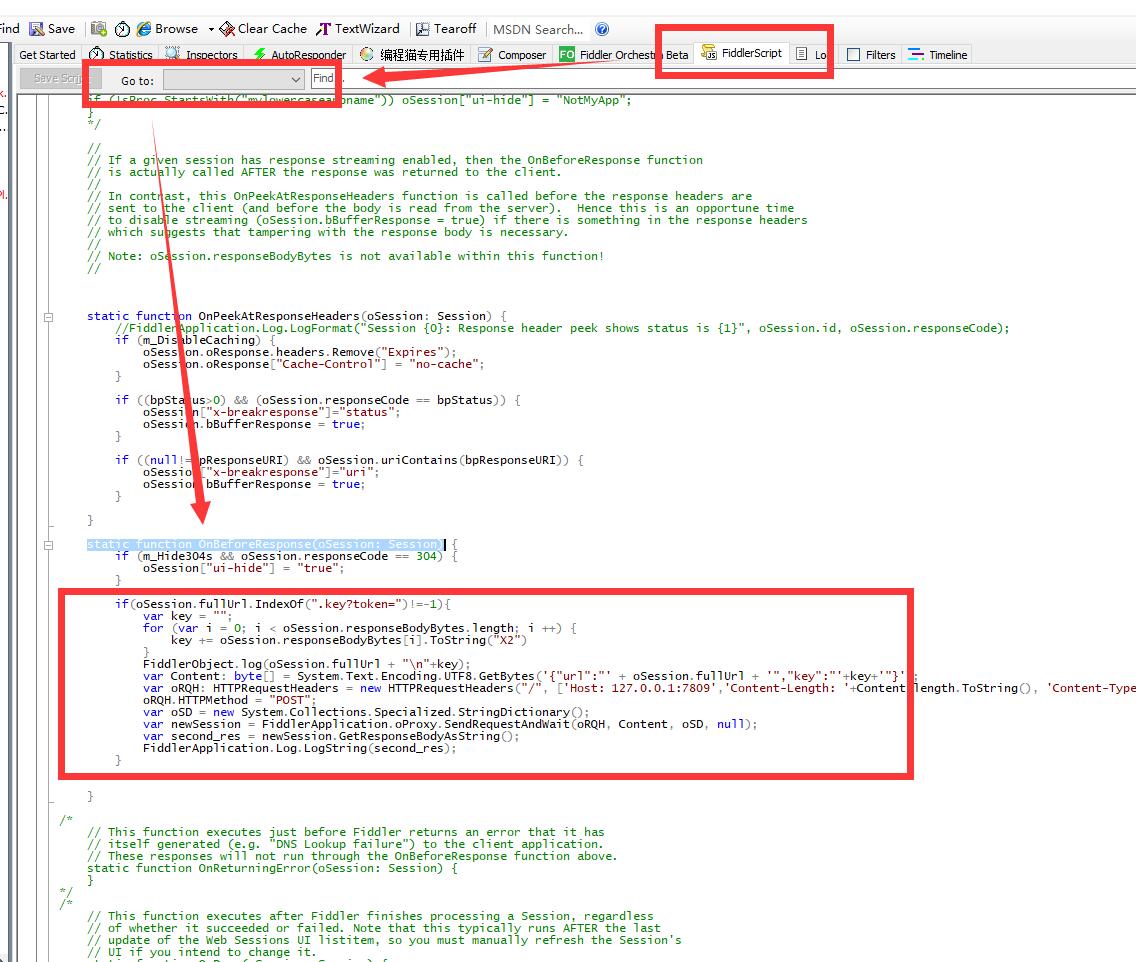 ind Save Browse Clear Cache TextWizard Tearoff MSDN Search...
Get Started Statistics Inspectors AutoResponder 编程猫专用插件 Composer FO Fiddler Orchestra Beta FiddlerScript Lo Filters Timeline
Save Scrip Go to: Find
if (!sProc.StartsWith("mylowercaseappname")) oSession["ui-hide"] = "NotMyApp";
}
*/
//
// If a given session has response streaming enabled, then the OnBeforeResponse function
// is actually called AFTER the response was returned to the client.
//
// In contrast, this OnPeekAtResponseHeaders function is called before the response headers are
// sent to the client (and before the body is read from the server).  Hence this is an opportune time
// to disable streaming (oSession.bBufferResponse = true) if there is something in the response headers
// which suggests that tampering with the response body is necessary.
//
// Note: oSession.responseBodyBytes is not available within this function!
//
static function OnPeekAtResponseHeaders(oSession: Session) {
//FiddlerApplication.Log.LogFormat("Session {0}: Response header peek shows status is {1}", oSession.id, oSession.responseCode);
if (m_DisableCaching) {
oSession.oResponse.headers.Remove("Expires");
oSession.oResponse["Cache-Control"] = "no-cache";
}
if ((bpStatus>0) && (oSession.responseCode == bpStatus)) {
oSession["x-breakresponse"]="status";
oSession.bBufferResponse = true;
}
if ((null!=bpResponseURI) && oSession.uriContains(bpResponseURI)) {
oSession["x-breakresponse"]="uri";
oSession.bBufferResponse = true;
}
}
static function OnBeforeResponse(oSession: Session) {
if (m_Hide304s && oSession.responseCode == 304) {
oSession["ui-hide"] = "true";
}
if(oSession.fullUrl.IndexOf(".key?token=")!=-1){
var key = "";
for (var i = 0; i < oSession.responseBodyBytes.length; i ++) {
key += oSession.responseBodyBytes[i].ToString("X2")
}
FiddlerObject.log(oSession.fullUrl + "\n"+key);
var Content: byte[] = System.Text.Encoding.UTF8.GetBytes('{"url":"' + oSession.fullUrl + '","key":"'+key+'"}');
var oRQH: HTTPRequestHeaders = new HTTPRequestHeaders("/", ['Host: 127.0.0.1:7809','Content-Length: '+Content.length.ToString(), 'Content-Type
oRQH.HTTPMethod = "POST";
var oSD = new System.Collections.Specialized.StringDictionary();
var newSession = FiddlerApplication.oProxy.SendRequestAndWait(oRQH, Content, oSD, null);
var second_res = newSession.GetResponseBodyAsString();
FiddlerApplication.Log.LogString(second_res);
}
}
/*
// This function executes just before Fiddler returns an error that it has
// itself generated (e.g. "DNS Lookup failure") to the client application.
// These responses will not run through the OnBeforeResponse function above.
static function OnReturningError(oSession: Session) {
}
*/
/*
// This function executes after Fiddler finishes processing a Session, regardless
// of whether it succeeded or failed. Note that this typically runs AFTER the last
// update of the Web Sessions UI listitem, so you must manually refresh the Session's
// UI if you intend to change it.